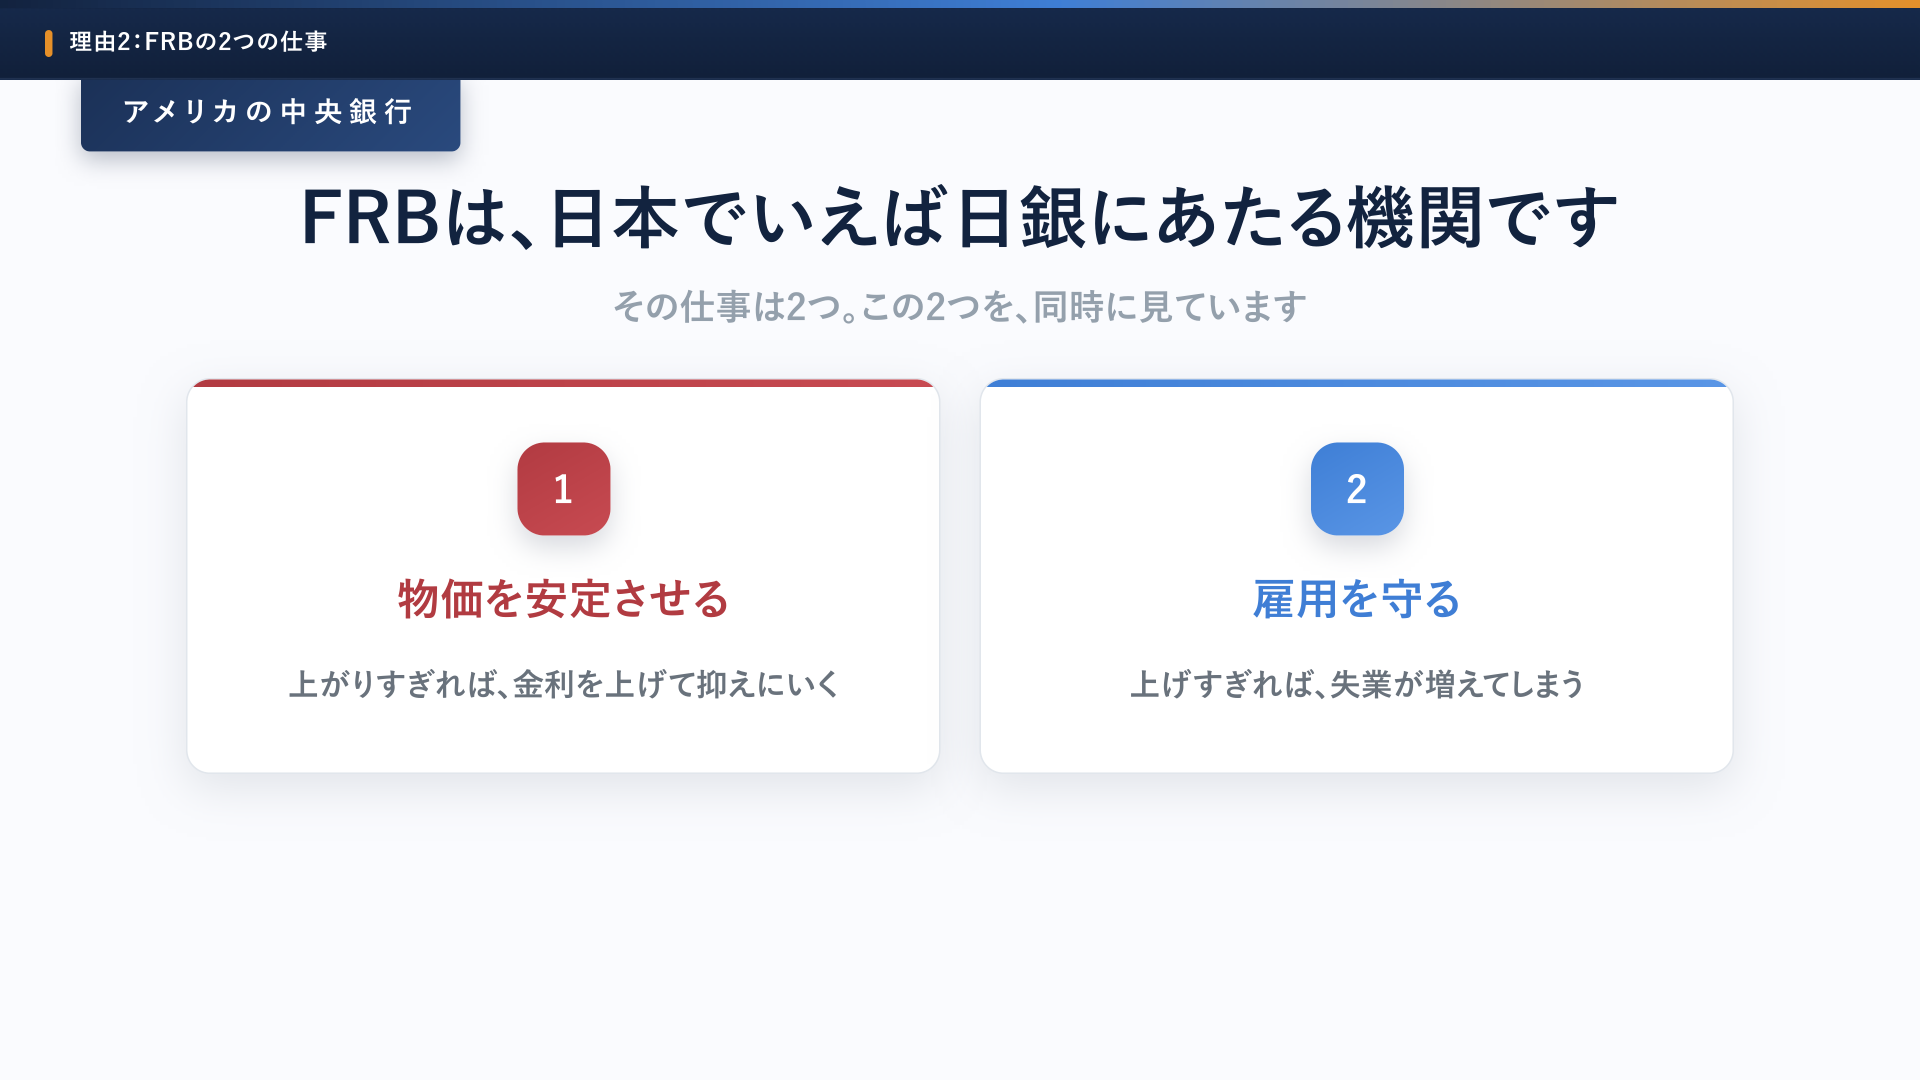 理由2：FRBの2つの仕事
アメリカの中央銀行
FRBは、日本でいえば日銀にあたる機関です
その仕事は2つ。この2つを、同時に見ています
1
物価を安定させる
上がりすぎれば、金利を上げて抑えにいく
2
雇用を守る
上げすぎれば、失業が増えてしまう